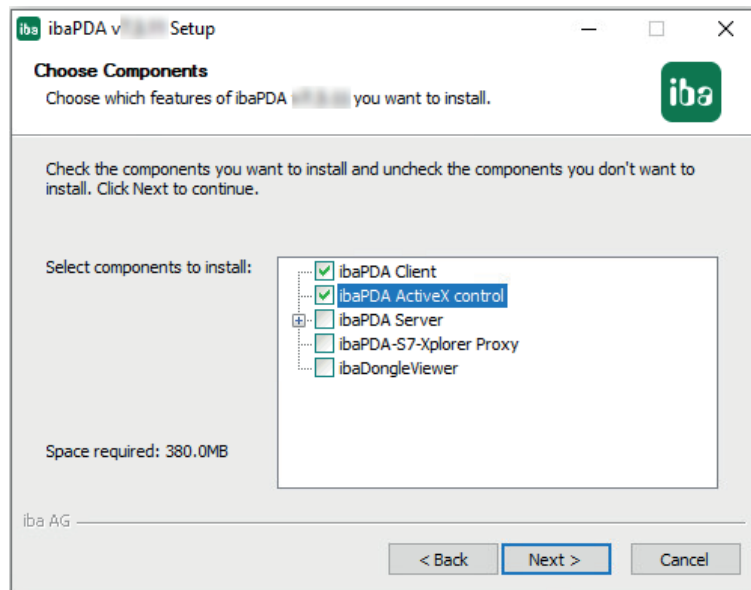 iba ibaPDA v Setup
Choose Components
Choose which features of ibaPDA you want to install.
iba
Check the components you want to install and uncheck the components you don't want to
install. Click Next to continue.
Select components to install:
ibaPDA Client
ibaPDA ActiveX control
ibaPDA Server
ibaPDA-S7-Xplorer Proxy
ibaDongleViewer
Space required: 380.0MB
iba AG
< Back
Next >
Cancel